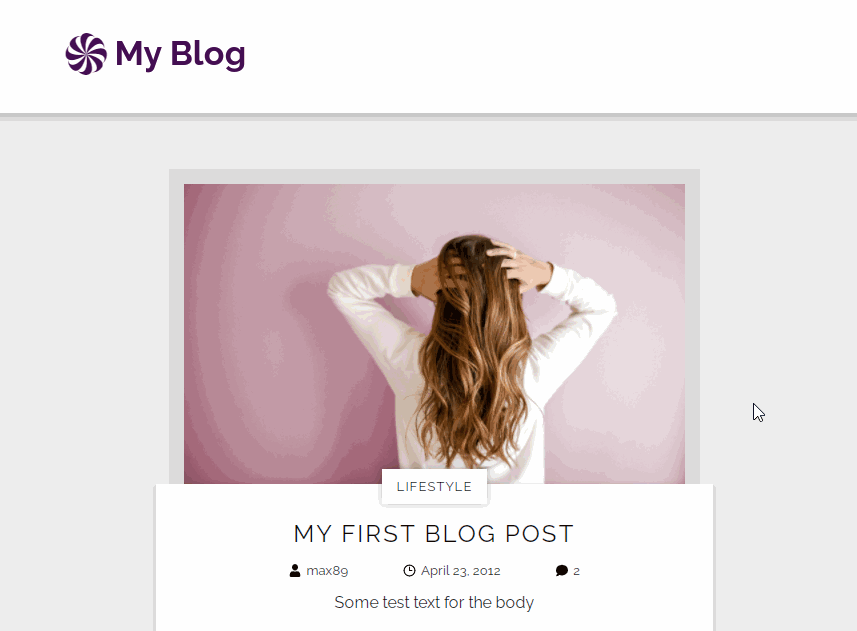 My Blog
LIFESTYLE
MY FIRST BLOG POST
max89 April 23, 2012 2
Some test text for the body